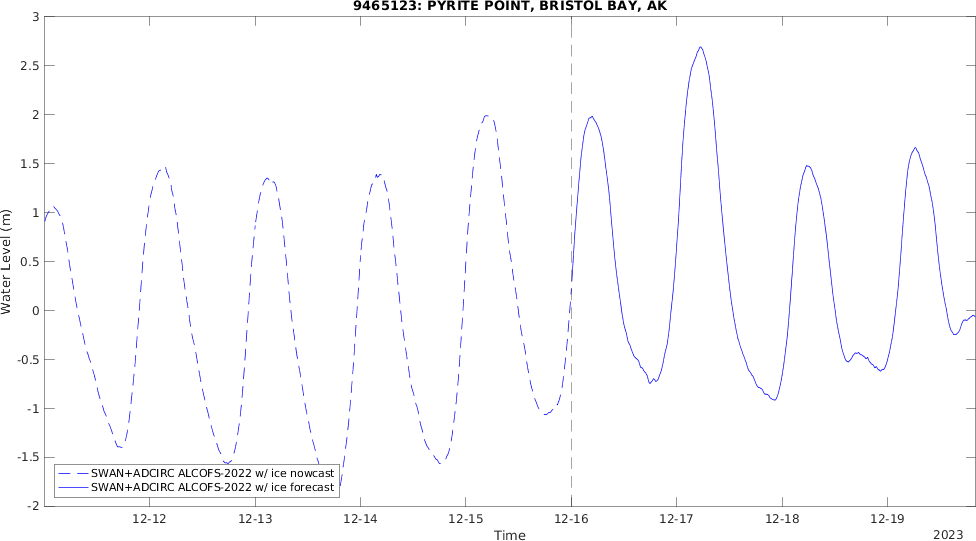 9465123: PYRITE POINT, BRISTOL BAY, AK
3
2.5
2
1.5
1
0.5
0
-0.5
-1
-1.5
-2
Water Level (m)
SWAN+ADCIRC ALCOFS-2022 w/ ice nowcast
SWAN+ADCIRC ALCOFS-2022 w/ ice forecast
12-12 12-13 12-14 12-15 12-16 12-17 12-18 12-19
Time
2023